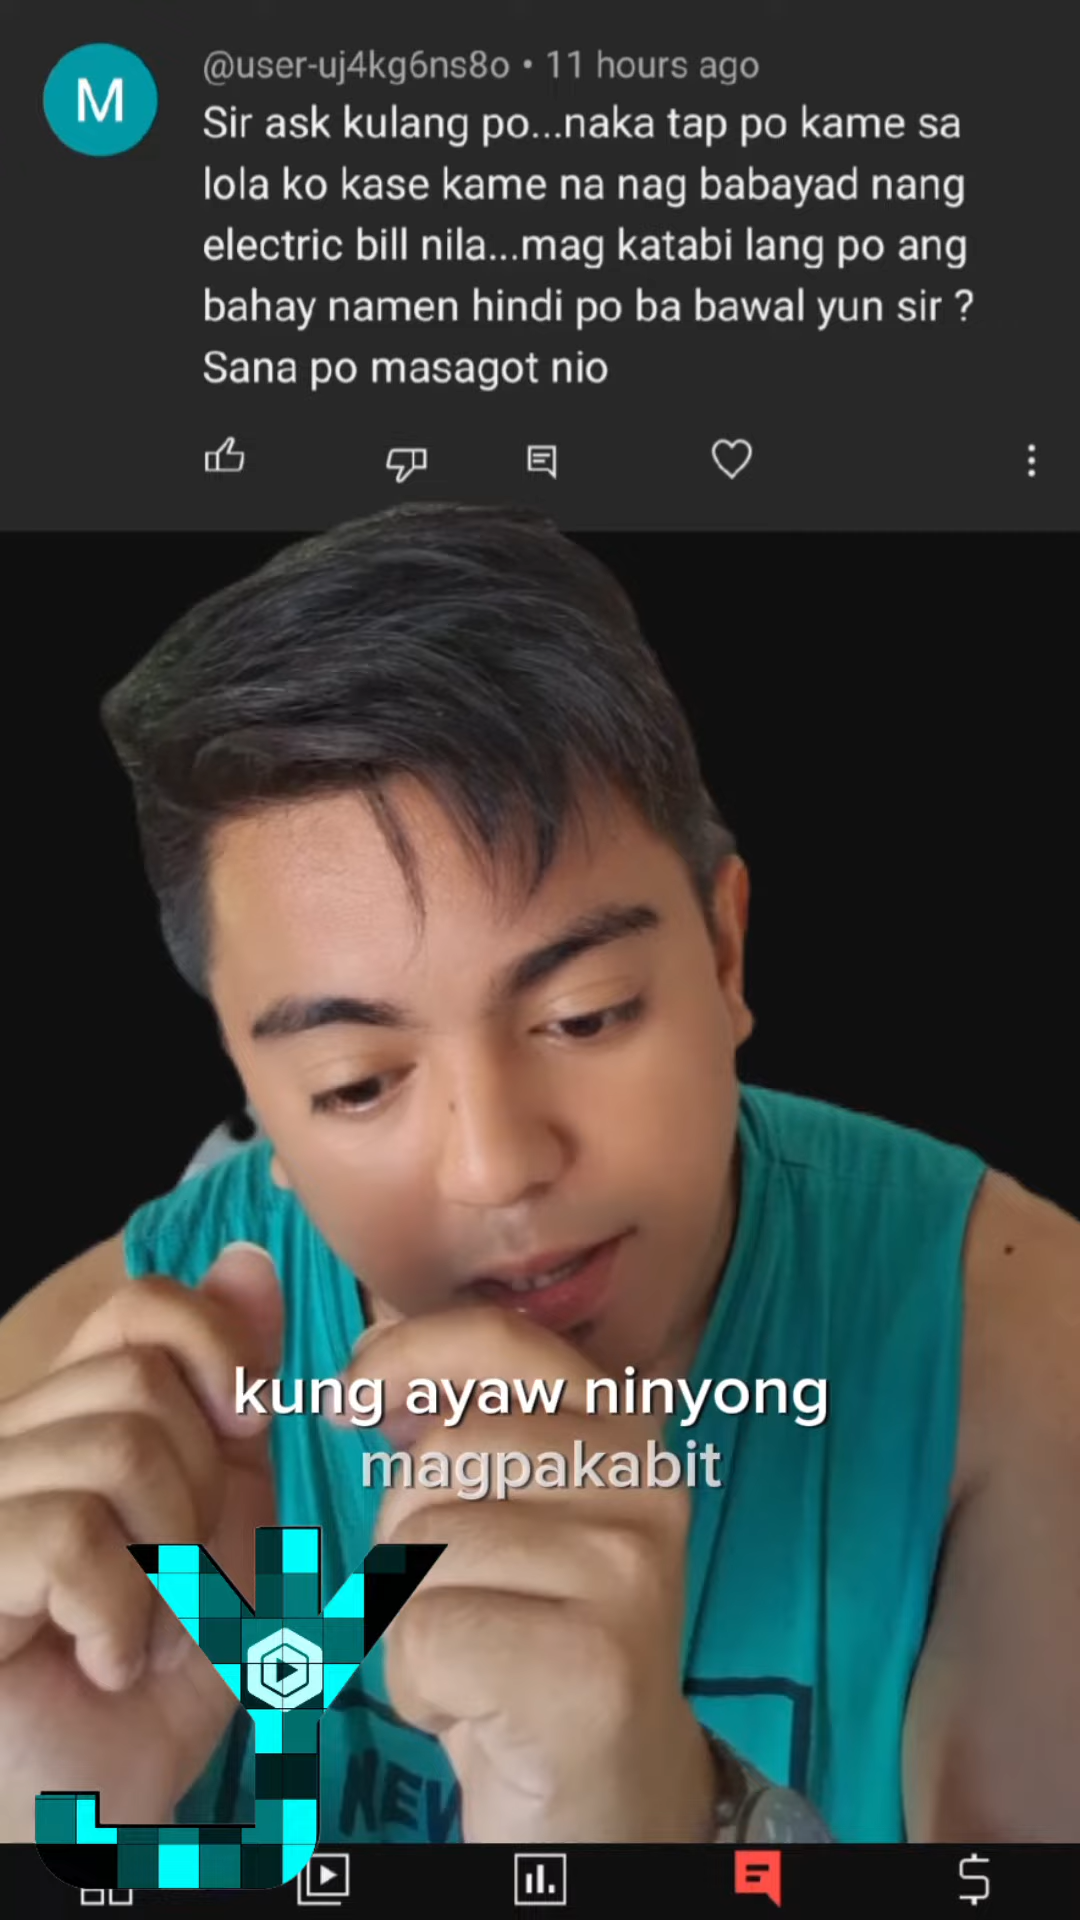 M
@user-uj4kg6ns8o • 11 hours ago
Sir ask kulang po...naka tap po kame sa
lola ko kase kame na nag babayad nang
electric bill nila...mag katabi lang po ang
bahay namen hindi po ba bawal yun sir ?
Sana po masagot nio
kung ayaw ninyong
magpakabit
NEW